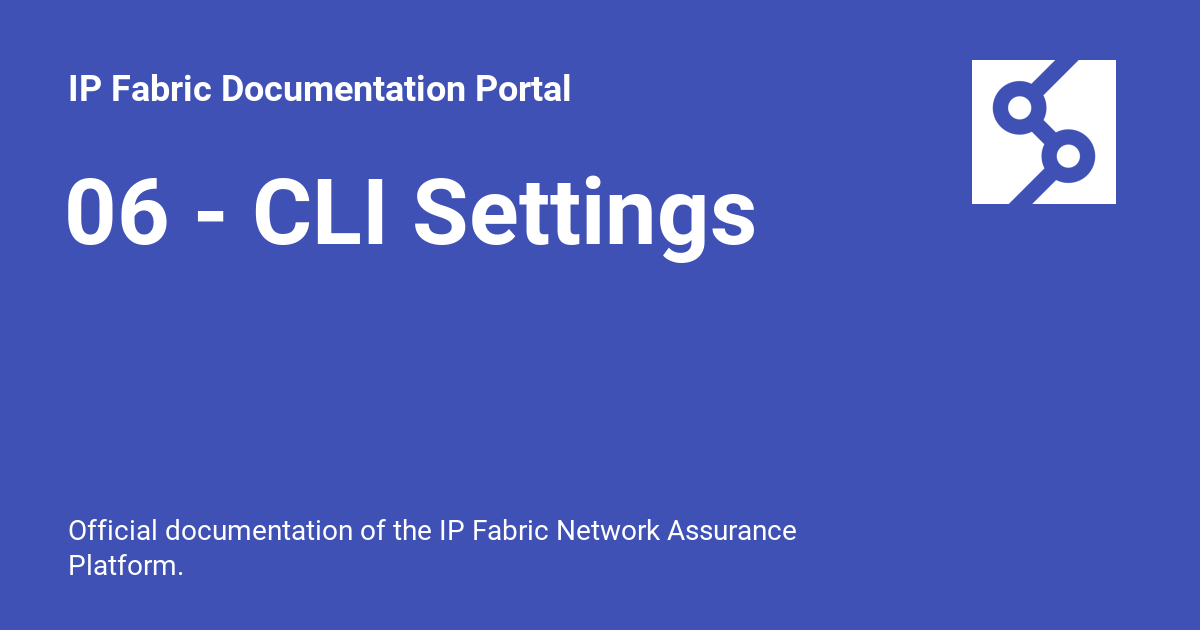 IP Fabric Documentation Portal
06 - CLI Settings
Official documentation of the IP Fabric Network Assurance
Platform.